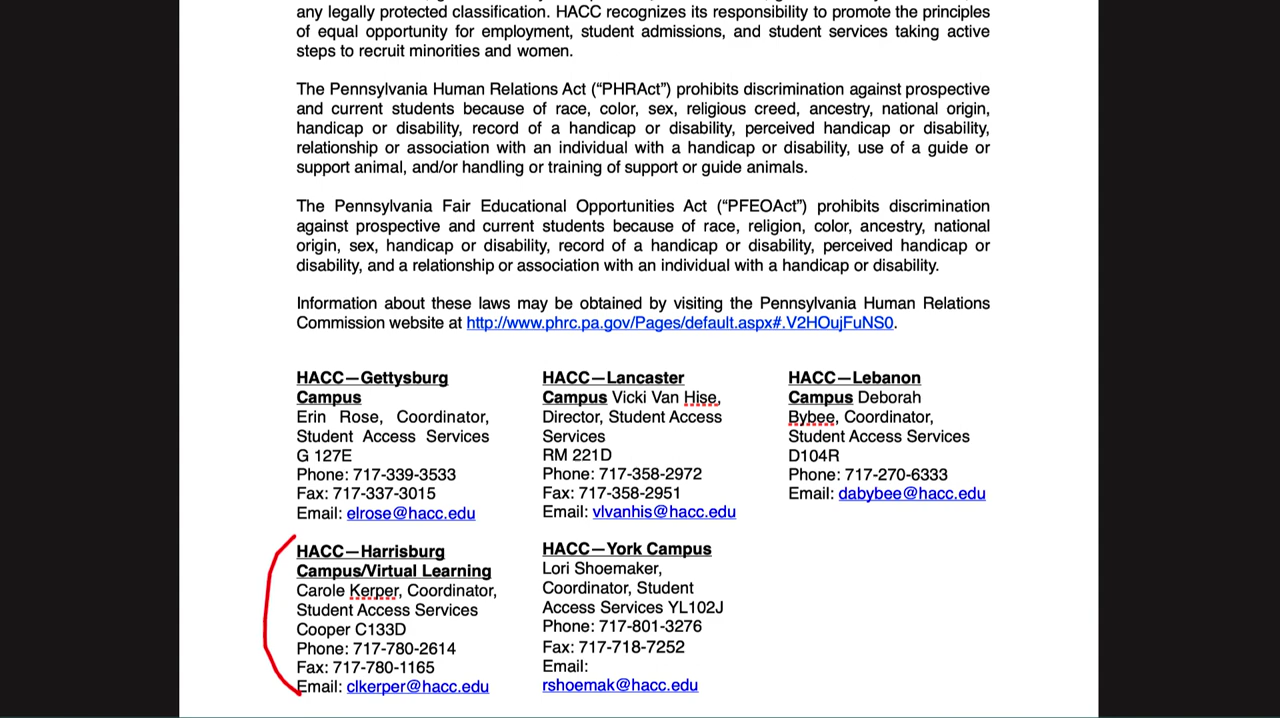 any legally protected classification. HACC recognizes its responsibility to promote the principles
of equal opportunity for employment, student admissions, and student services taking active
steps to recruit minorities and women.
The Pennsylvania Human Relations Act (“PHRAct”) prohibits discrimination against prospective
and current students because of race, color, sex, religious creed, ancestry, national origin,
handicap or disability, record of a handicap or disability, perceived handicap or disability,
relationship or association with an individual with a handicap or disability, use of a guide or
support animal, and/or handling or training of support or guide animals.
The Pennsylvania Fair Educational Opportunities Act (“PFEOAct”) prohibits discrimination
against prospective and current students because of race, religion, color, ancestry, national
origin, sex, handicap or disability, record of a handicap or disability, perceived handicap or
disability, and a relationship or association with an individual with a handicap or disability.
Information about these laws may be obtained by visiting the Pennsylvania Human Relations
Commission website at http://www.phrc.pa.gov/Pages/default.aspx#.V2HOujFuNS0.
HACC—Gettysburg
Campus
Erin Rose, Coordinator,
Student Access Services
G 127E
Phone: 717-339-3533
Fax: 717-337-3015
Email: elrose@hacc.edu
HACC—Lancaster
Campus Vicki Van Hise,
Director, Student Access
Services
RM 221D
Phone: 717-358-2972
Fax: 717-358-2951
Email: vlvanhis@hacc.edu
HACC—Lebanon
Campus Deborah
Bybee, Coordinator,
Student Access Services
D104R
Phone: 717-270-6333
Email: dabybee@hacc.edu
HACC—Harrisburg
Campus/Virtual Learning
Carole Kerper, Coordinator,
Student Access Services
Cooper C133D
Phone: 717-780-2614
Fax: 717-780-1165
Email: clkerper@hacc.edu
HACC—York Campus
Lori Shoemaker,
Coordinator, Student
Access Services YL102J
Phone: 717-801-3276
Fax: 717-718-7252
Email:
rshoemak@hacc.edu